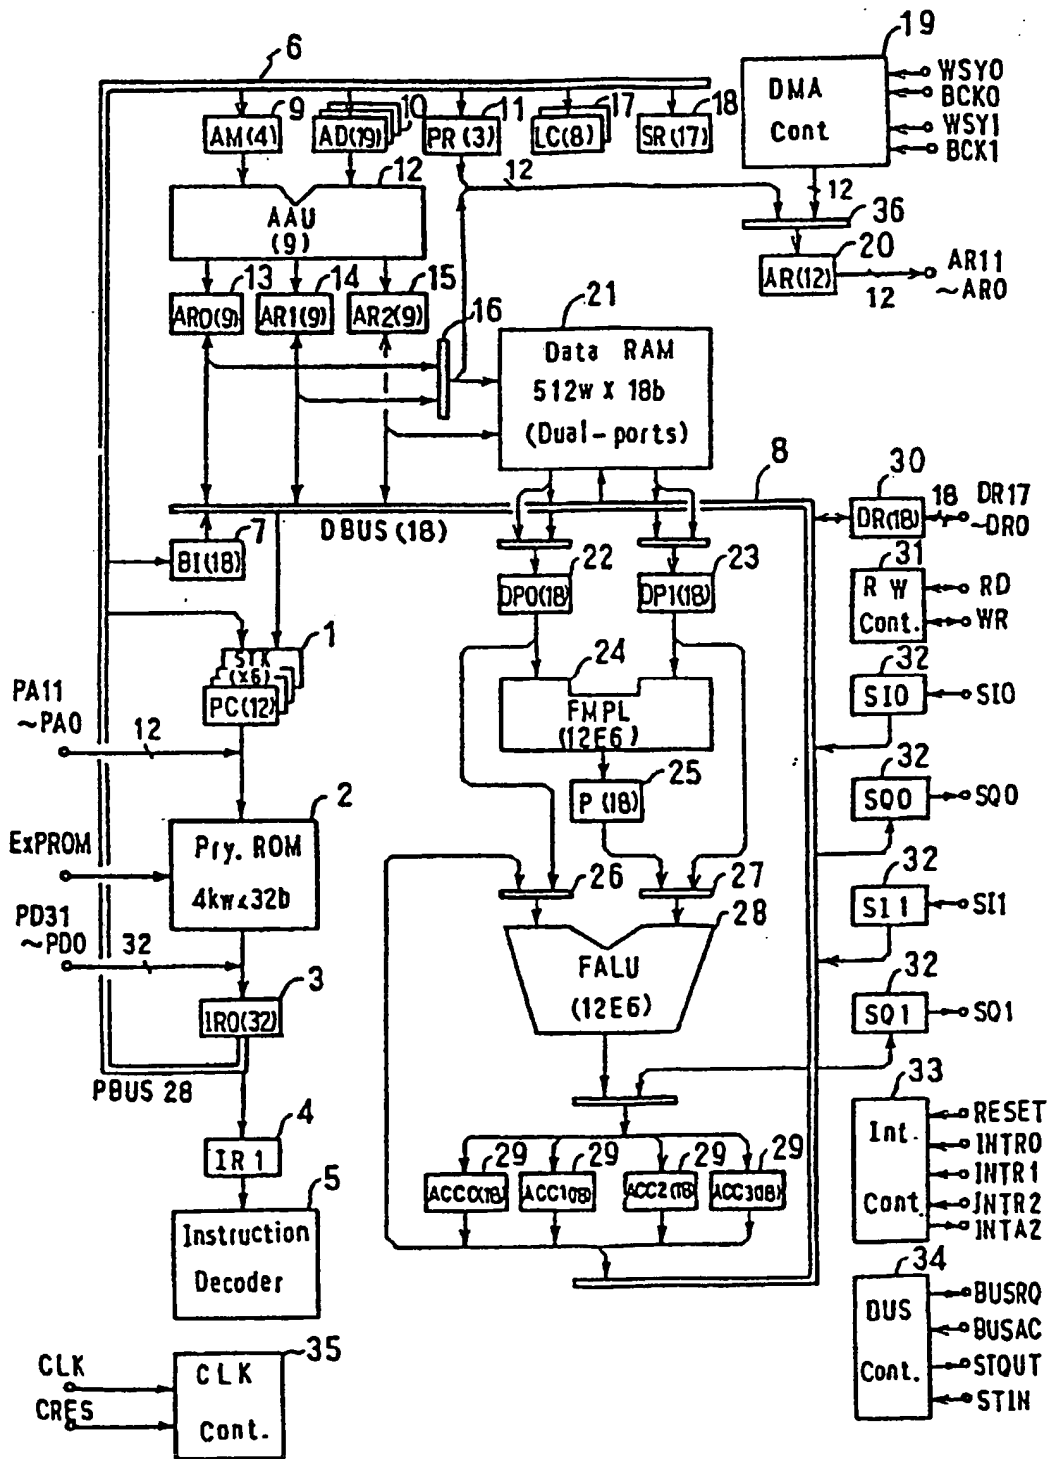 6
19
DMA
Cont
WSY0
BCK0
WSY1
BCK1
9
10
11
17
18
AM(4)
AD(19)
PR(3)
LC(8)
SR(17)
12
12
12
AAU
(9)
36
20
AR(12)
12
AR11
~AR0
13
14
15
16
AR0(9)
AR1(9)
AR2(9)
21
Data RAM
512w X 18b
(Dual-ports)
8
DBUS (18)
7
BI(18)
22
23
DP0(18)
DP1(18)
30
DR(18)
18
DR17
~DR0
31
R W
Cont.
RD
WR
1
STK
(x6)
PC(12)
PA11
~PA0
12
24
FMPL
(12E6)
25
P(18)
32
SI0
SI0
32
SQ0
SQ0
2
Pry. ROM
4kwx32b
ExPROM
PD31
~PD0
32
26
27
28
FALU
(12E6)
32
SI1
SI1
32
SQ1
SQ1
3
IR0(32)
PBUS 28
4
IR1
5
Instruction
Decoder
29
29
29
29
ACC0(18)
ACC1(18)
ACC2(18)
ACC3(18)
33
Int.
Cont.
RESET
INTR0
INTR1
INTR2
INTA2
34
BUS
Cont.
BUSRQ
BUSAC
STOUT
STIN
35
CLK
CRES
CLK
Cont.